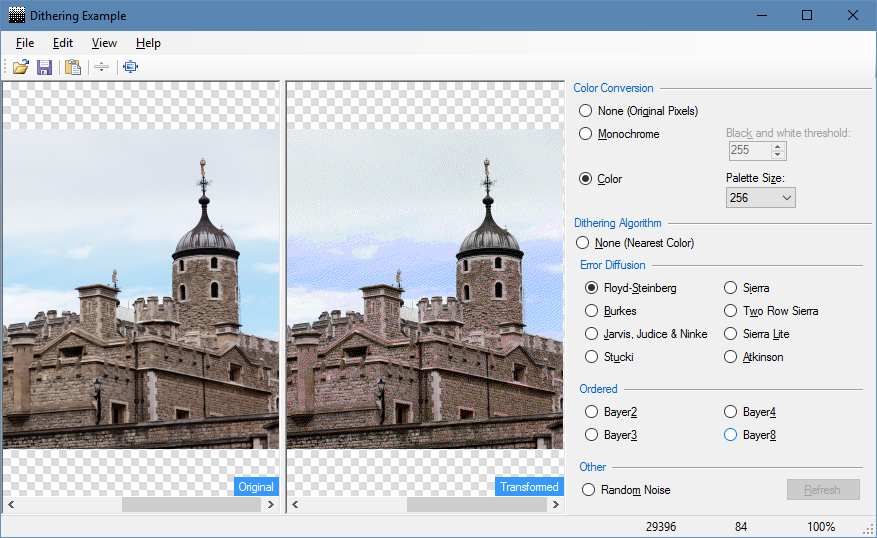 Dithering Example
File Edit View Help
Original
Transformed
Color Conversion
None (Original Pixels)
Monochrome
Black and white threshold:
255
Color
Palette Size:
256
Dithering Algorithm
None (Nearest Color)
Error Diffusion
Floyd-Steinberg Sierra
Burkes Two Row Sierra
Jarvis, Judice & Ninke Sierra Lite
Stucki Atkinson
Ordered
Bayer2 Bayer4
Bayer3 Bayer8
Other
Random Noise Refresh
29396 84 100%